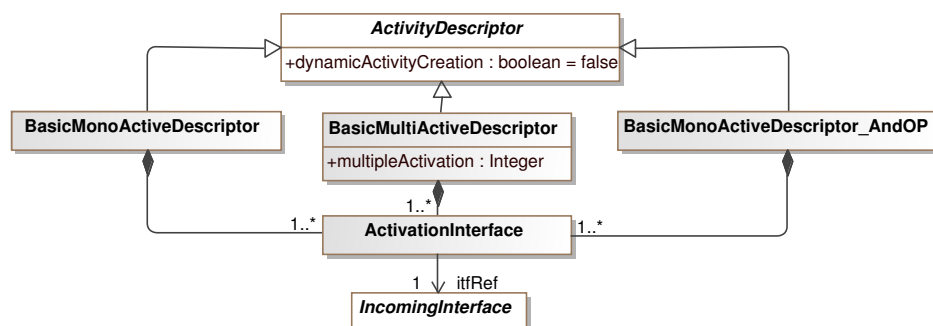 ActivityDescriptor
+dynamicActivityCreation : boolean = false
BasicMonoActiveDescriptor
BasicMultiActiveDescriptor
+multipleActivation : Integer
BasicMonoActiveDescriptor_AndOP
1..*
1..*
1..*
ActivationInterface
1 itfRef
IncomingInterface